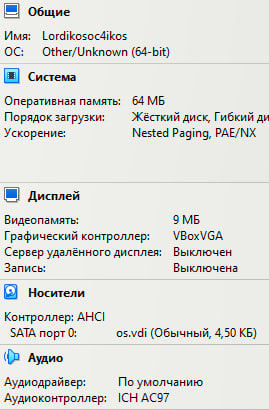 Общие
Имя: Lordikosoc4ikos
ОС: Other/Unknown (64-bit)
Система
Оперативная память: 64 МБ
Порядок загрузки: Жёсткий диск, Гибкий ди
Ускорение: Nested Paging, PAE/NX
Дисплей
Видеопамять: 9 МБ
Графический контроллер: VBoxVGA
Сервер удалённого дисплея: Выключен
Запись: Выключена
Носители
Контроллер: AHCI
SATA порт 0: os.vdi (Обычный, 4,50 КБ)
Аудио
Аудиодрайвер: По умолчанию
Аудиоконтроллер: ICH AC97